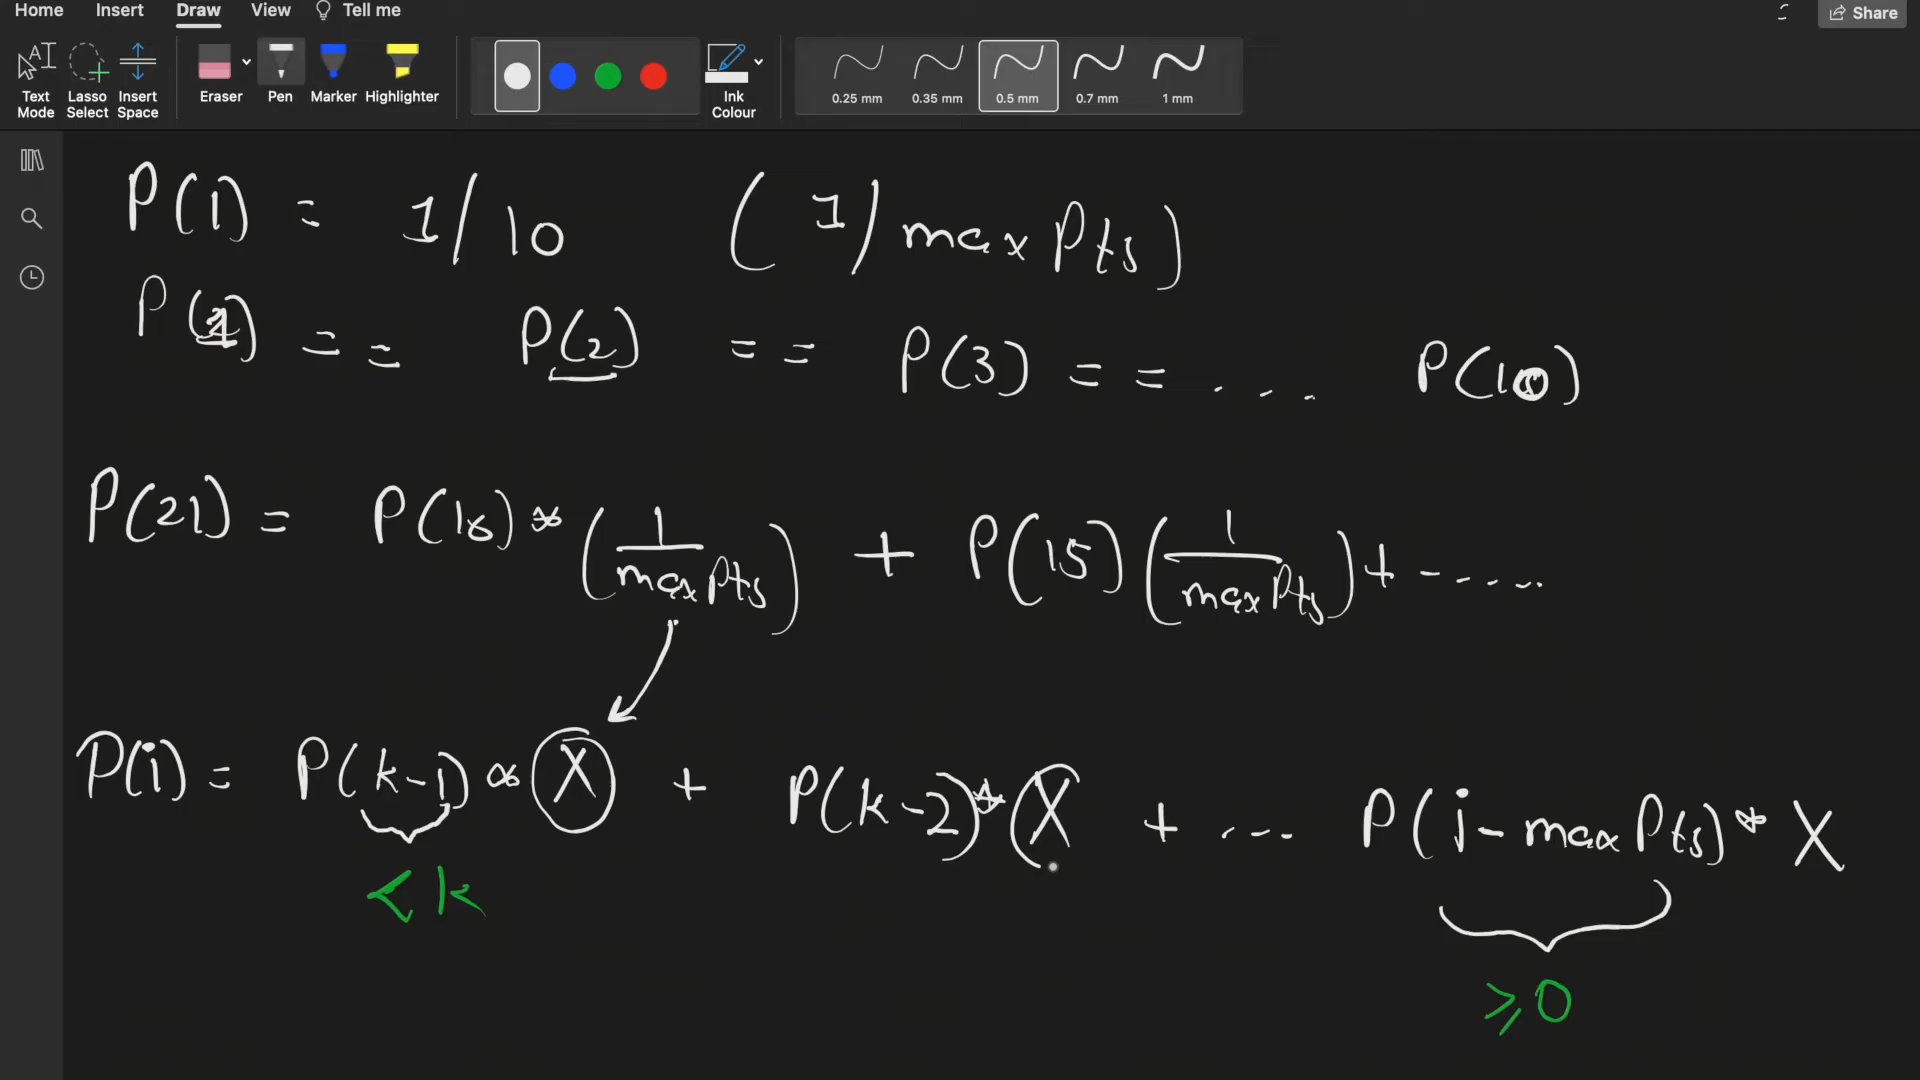 Home Insert Draw View Tell me Share
Text Mode Lasso Select Insert Space Eraser Pen Marker Highlighter Ink Colour 0.25 mm 0.35 mm 0.5 mm 0.7 mm 1 mm
P(1) = 1/10 (1/maxPts)
P(1) == P(2) == P(3) == ... P(10)
P(21) = P(16) * (1/maxPts) + P(15) (1/maxPts) + ......
P(i) = P(k-1) * X + P(k-2) * (X + ... P(j - maxPts) * X
< k
≥ 0